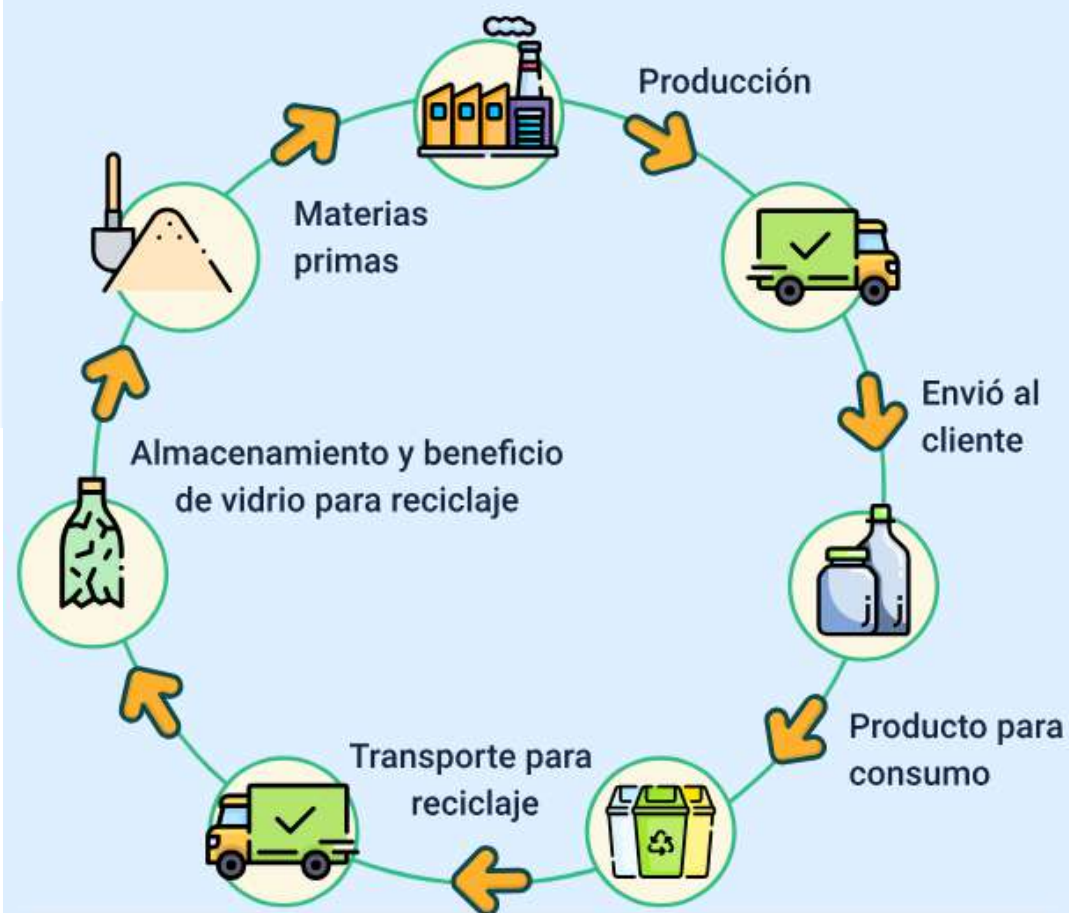 Producción
Materias
primas
Envió al
cliente
Almacenamiento y beneficio
de vidrio para reciclaje
Producto para
consumo
Transporte para
reciclaje